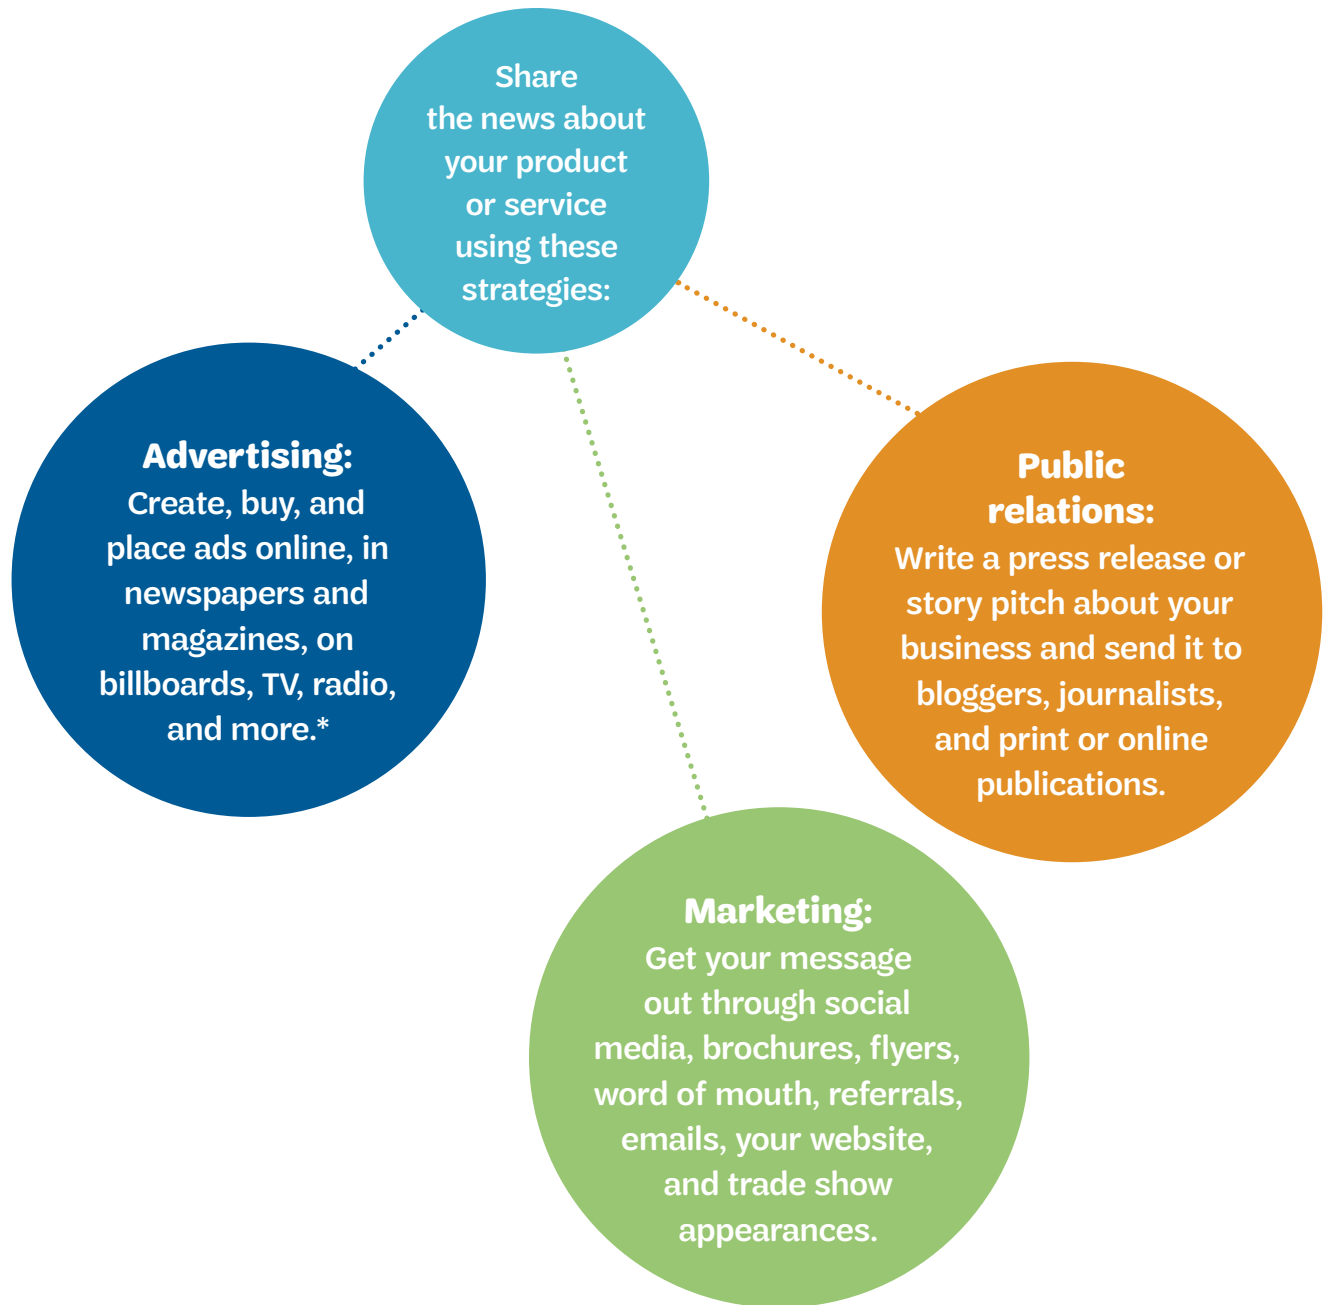 Share
the news about
your product
or service
using these
strategies:
Advertising:
Create, buy, and
place ads online, in
newspapers and
magazines, on
billboards, TV, radio,
and more.*
Public
relations:
Write a press release or
story pitch about your
business and send it to
bloggers, journalists,
and print or online
publications.
Marketing:
Get your message
out through social
media, brochures, flyers,
word of mouth, referrals,
emails, your website,
and trade show
appearances.